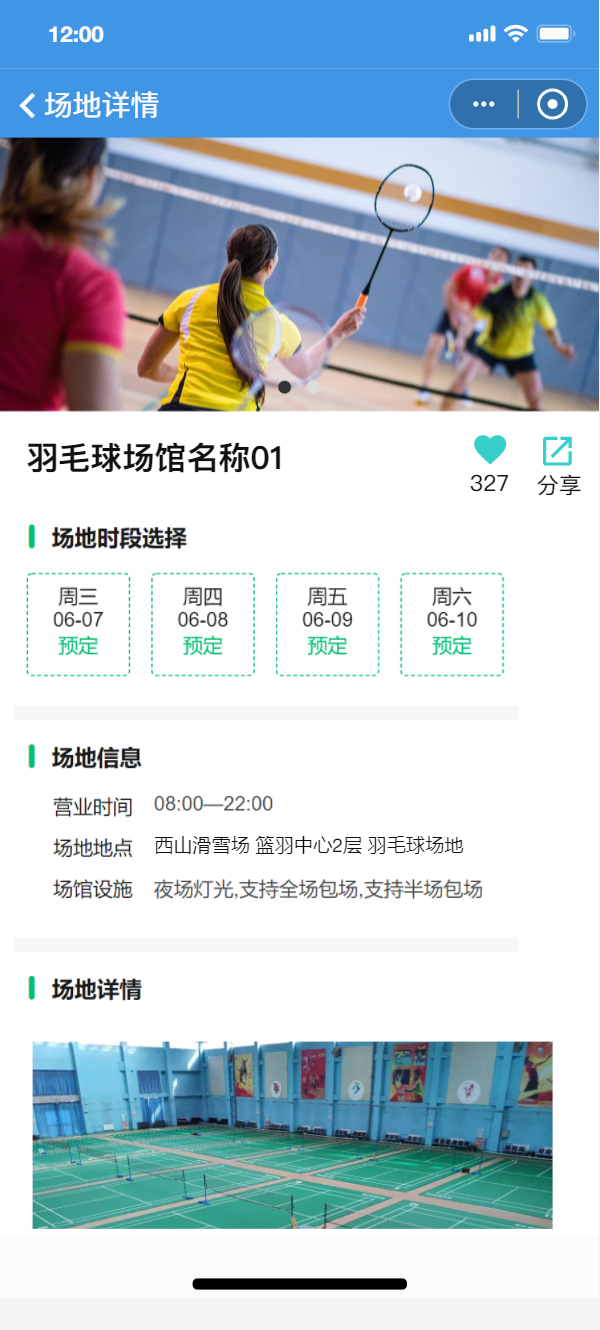 12:00
场地详情
羽毛球场馆名称01
327
分享
场地时段选择
周三 周四 周五 周六
06-07 06-08 06-09 06-10
预定 预定 预定 预定
场地信息
营业时间 08:00—22:00
场地地点 西山滑雪场 篮羽中心2层 羽毛球场地
场馆设施 夜场灯光,支持全场包场,支持半场包场
场地详情